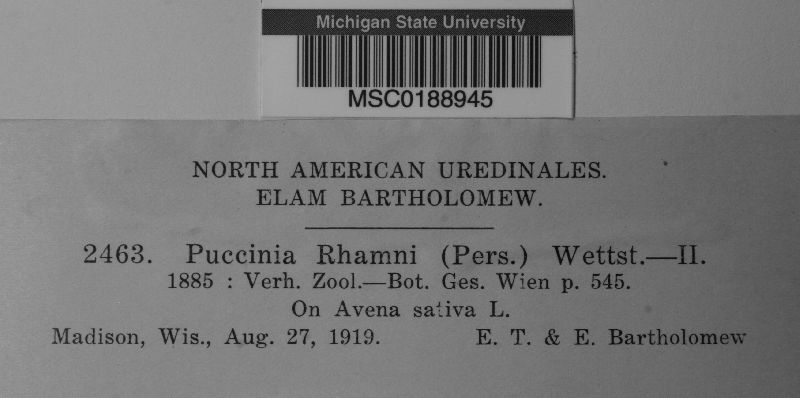 Michigan State University
MSC0188945
NORTH AMERICAN UREDINALES.
ELAM BARTHOLOMEW.
2463. Puccinia Rhamni (Pers.) Wettst.—II.
1885 : Verh. Zool.—Bot. Ges. Wien p. 545.
On Avena sativa L.
Madison, Wis., Aug. 27, 1919. E. T. & E. Bartholomew